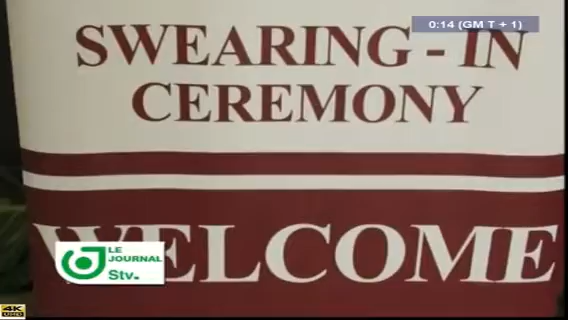 0:14 (GM T + 1)
SWEARING - IN
CEREMONY
WELCOME
LE
JOURNAL
Stv.
4K
UHD